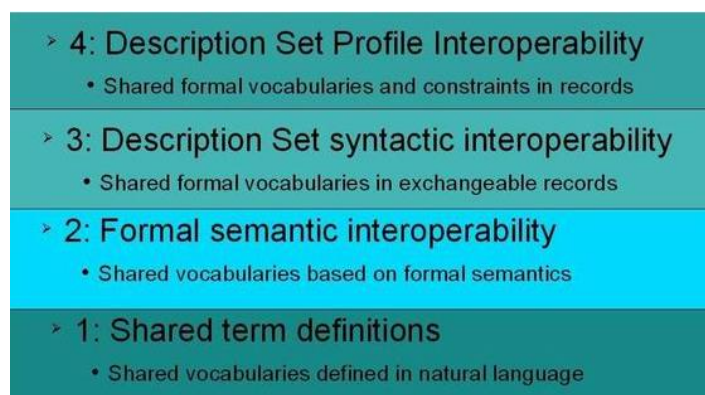 ➢ 4: Description Set Profile Interoperability
• Shared formal vocabularies and constraints in records
➢ 3: Description Set syntactic interoperability
• Shared formal vocabularies in exchangeable records
➢ 2: Formal semantic interoperability
• Shared vocabularies based on formal semantics
➢ 1: Shared term definitions
• Shared vocabularies defined in natural language